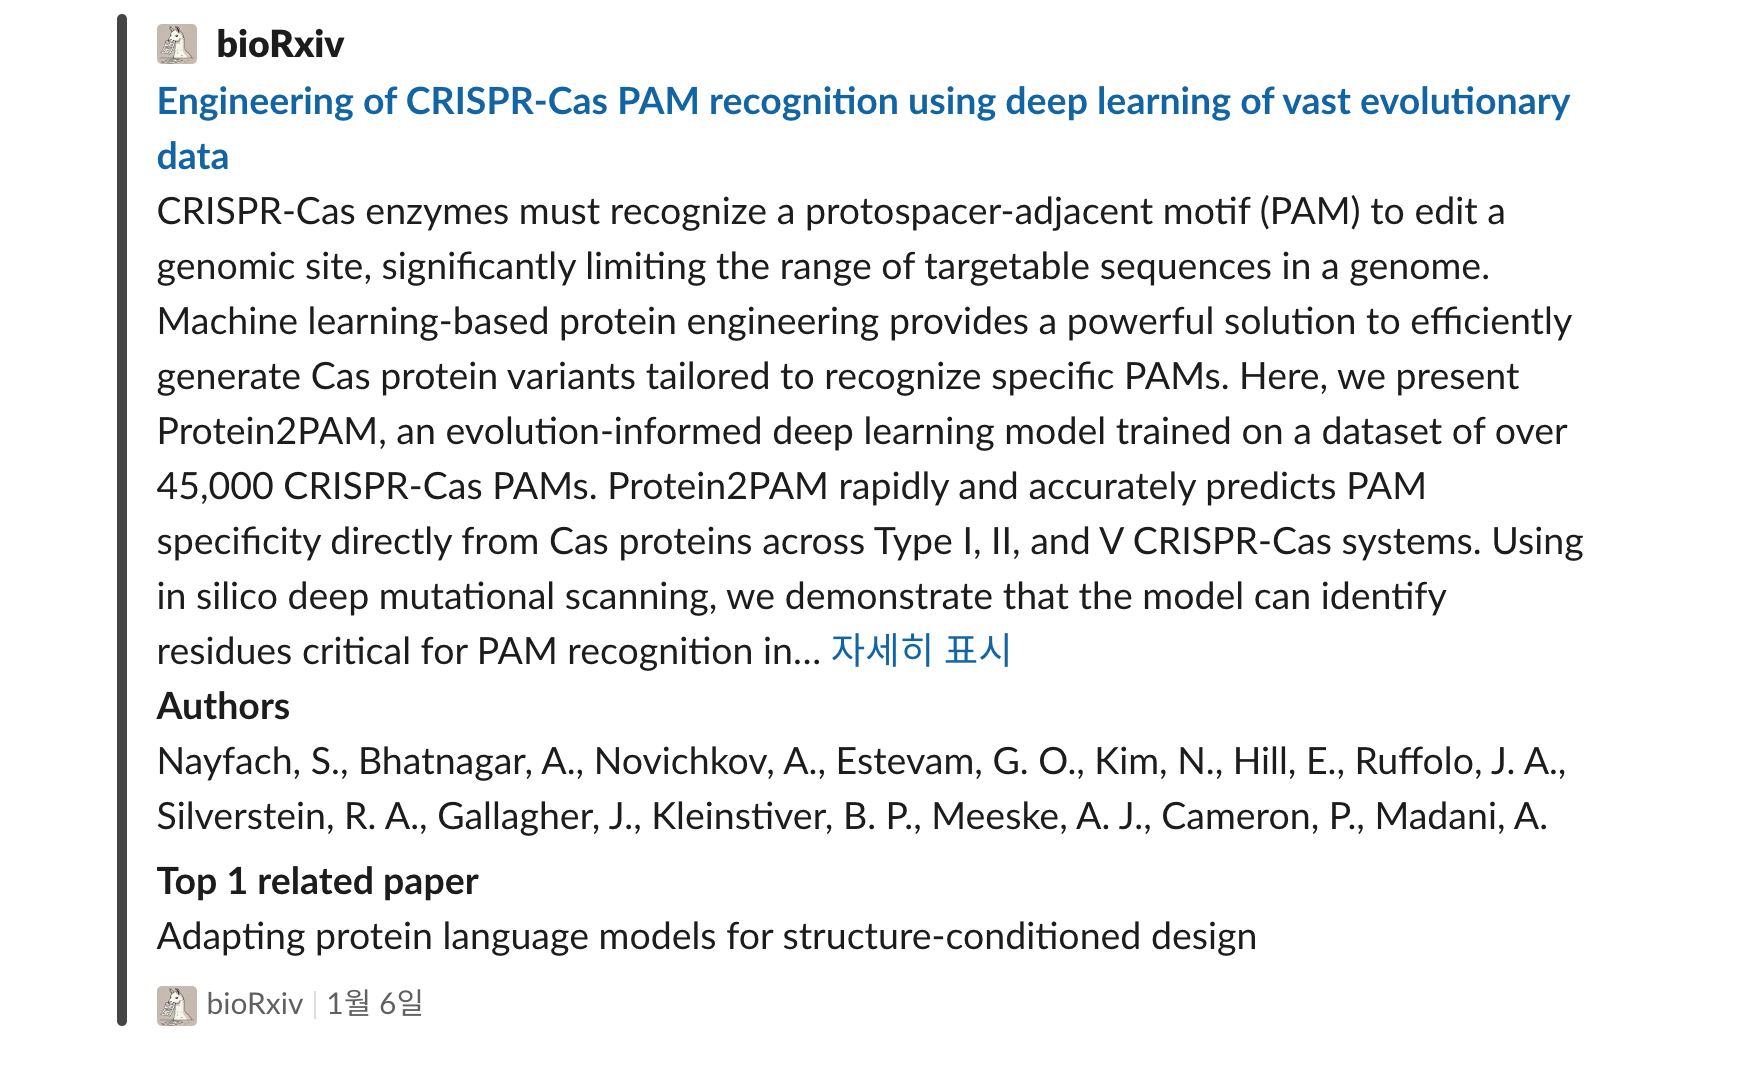 bioRxiv
Engineering of CRISPR-Cas PAM recognition using deep learning of vast evolutionary
data
CRISPR-Cas enzymes must recognize a protospacer-adjacent motif (PAM) to edit a
genomic site, significantly limiting the range of targetable sequences in a genome.
Machine learning-based protein engineering provides a powerful solution to efficiently
generate Cas protein variants tailored to recognize specific PAMs. Here, we present
Protein2PAM, an evolution-informed deep learning model trained on a dataset of over
45,000 CRISPR-Cas PAMs. Protein2PAM rapidly and accurately predicts PAM
specificity directly from Cas proteins across Type I, II, and V CRISPR-Cas systems. Using
in silico deep mutational scanning, we demonstrate that the model can identify
residues critical for PAM recognition in... 자세히 표시
Authors
Nayfach, S., Bhatnagar, A., Novichkov, A., Estevam, G. O., Kim, N., Hill, E., Ruffolo, J. A.,
Silverstein, R. A., Gallagher, J., Kleinstiver, B. P., Meeske, A. J., Cameron, P., Madani, A.
Top 1 related paper
Adapting protein language models for structure-conditioned design
bioRxiv | 1월 6일